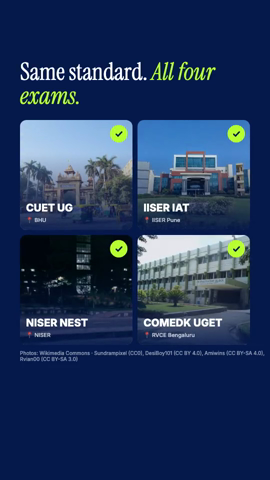 Same standard. All four
exams.
CUET UG
📍 BHU
IISER IAT
📍 IISER Pune
NISER NEST
📍 NISER
COMEDK UGET
📍 RVCE Bengaluru
Photos: Wikimedia Commons · Sundrampixel (CC0), DesiBoy101 (CC BY 4.0), Amiwins (CC BY-SA 4.0),
Rvian00 (CC BY-SA 3.0)